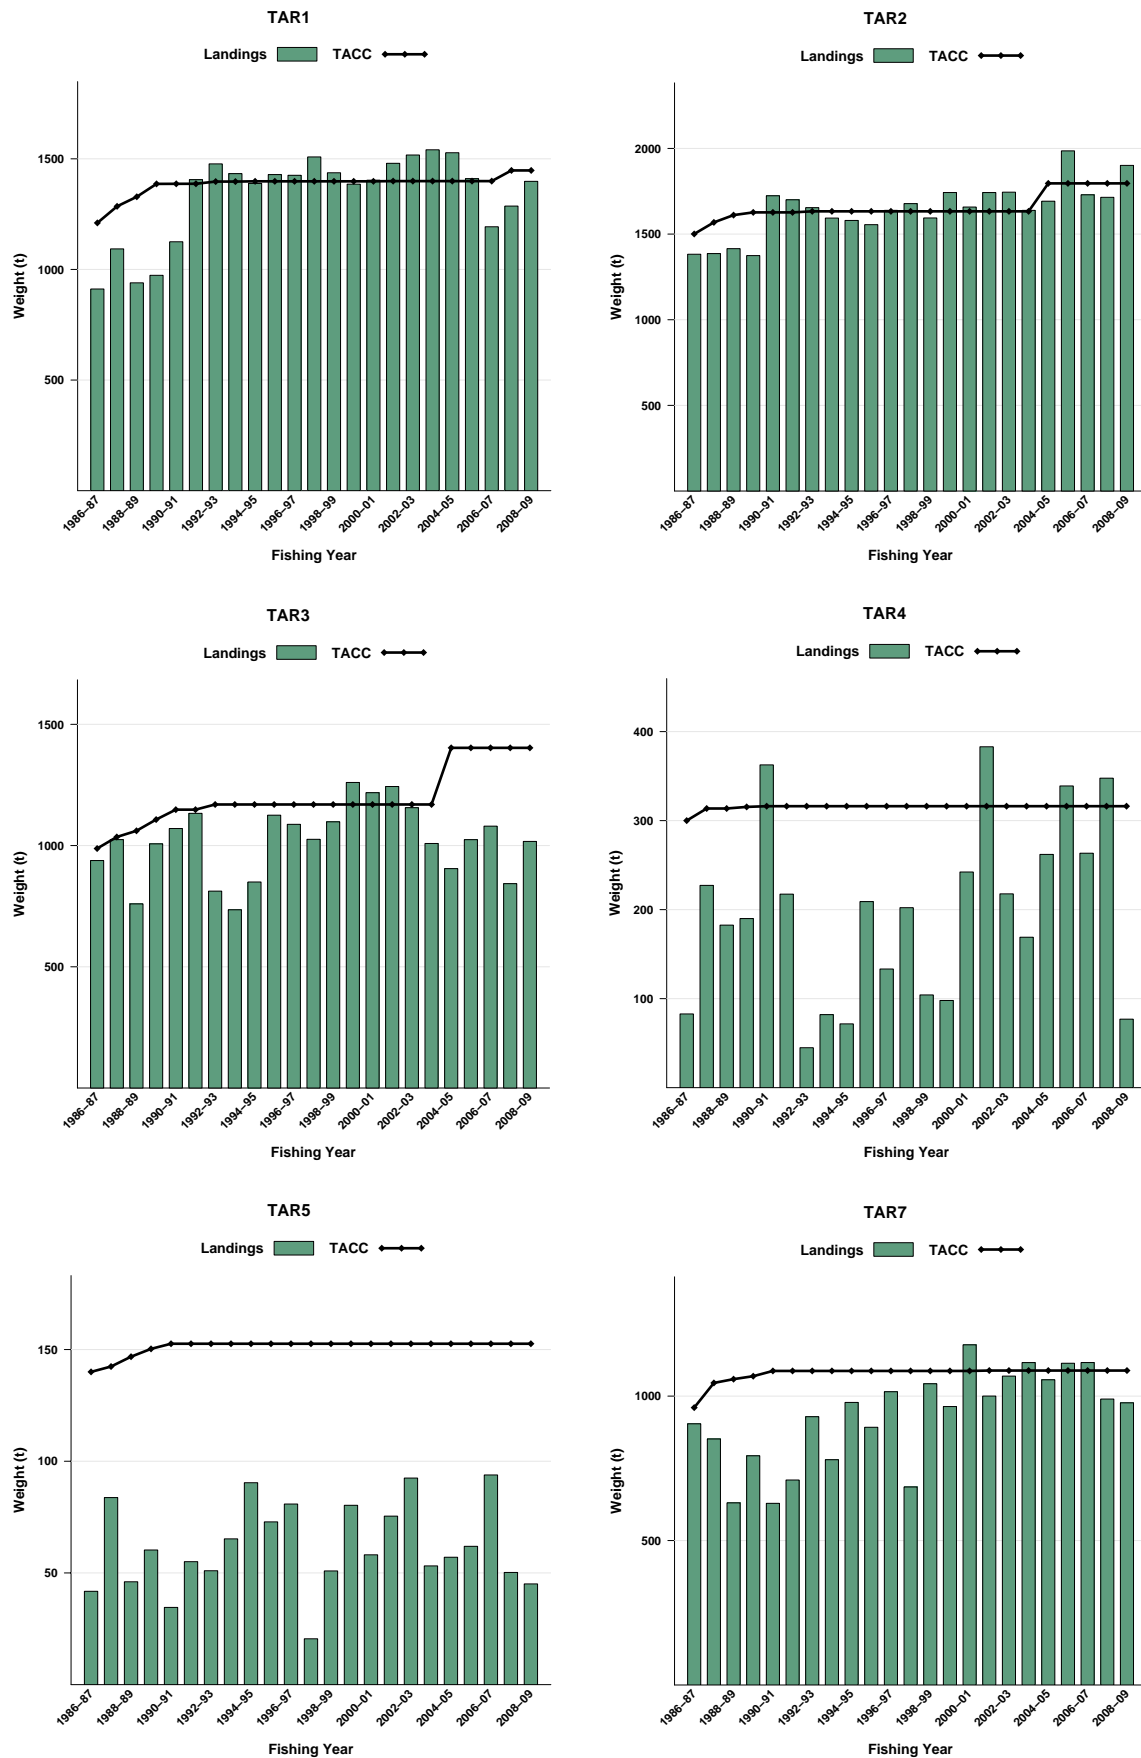 TAR1
Landings TACC
Weight (t)
1500
1000
500
1986–87 1988–89 1990–91 1992–93 1994–95 1996–97 1998–99 2000–01 2002–03 2004–05 2006–07 2008–09
Fishing Year
TAR2
Landings TACC
Weight (t)
2000
1500
1000
500
1986–87 1988–89 1990–91 1992–93 1994–95 1996–97 1998–99 2000–01 2002–03 2004–05 2006–07 2008–09
Fishing Year
TAR3
Landings TACC
Weight (t)
1500
1000
500
1986–87 1988–89 1990–91 1992–93 1994–95 1996–97 1998–99 2000–01 2002–03 2004–05 2006–07 2008–09
Fishing Year
TAR4
Landings TACC
Weight (t)
400
300
200
100
1986–87 1988–89 1990–91 1992–93 1994–95 1996–97 1998–99 2000–01 2002–03 2004–05 2006–07 2008–09
Fishing Year
TAR5
Landings TACC
Weight (t)
150
100
50
1986–87 1988–89 1990–91 1992–93 1994–95 1996–97 1998–99 2000–01 2002–03 2004–05 2006–07 2008–09
Fishing Year
TAR7
Landings TACC
Weight (t)
1000
500
1986–87 1988–89 1990–91 1992–93 1994–95 1996–97 1998–99 2000–01 2002–03 2004–05 2006–07 2008–09
Fishing Year